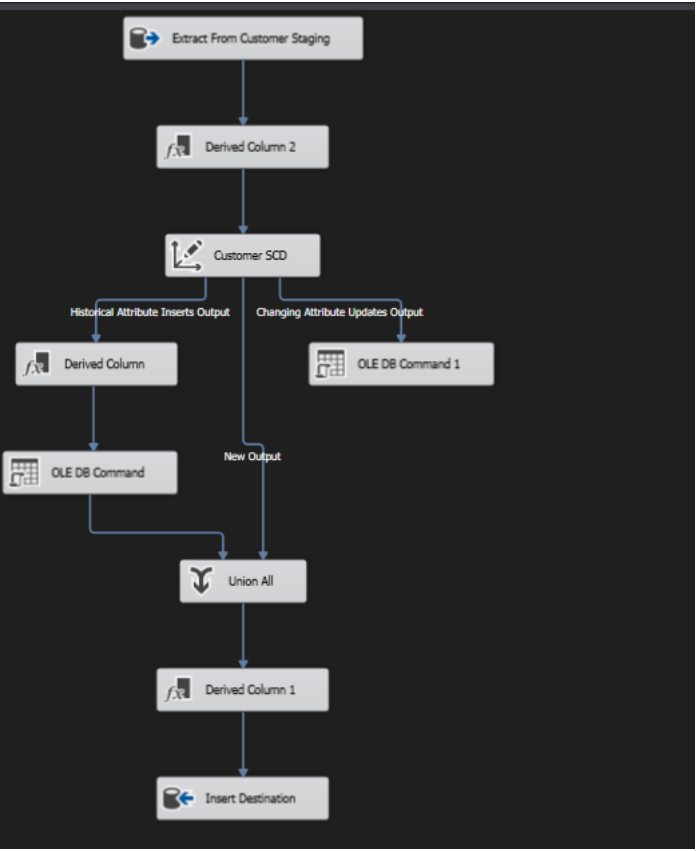 Extract From Customer Staging
Derived Column 2
Customer SCD
Historical Attribute Inserts Output
Changing Attribute Updates Output
Derived Column
OLE DB Command 1
New Output
OLE DB Command
Union All
Derived Column 1
Insert Destination